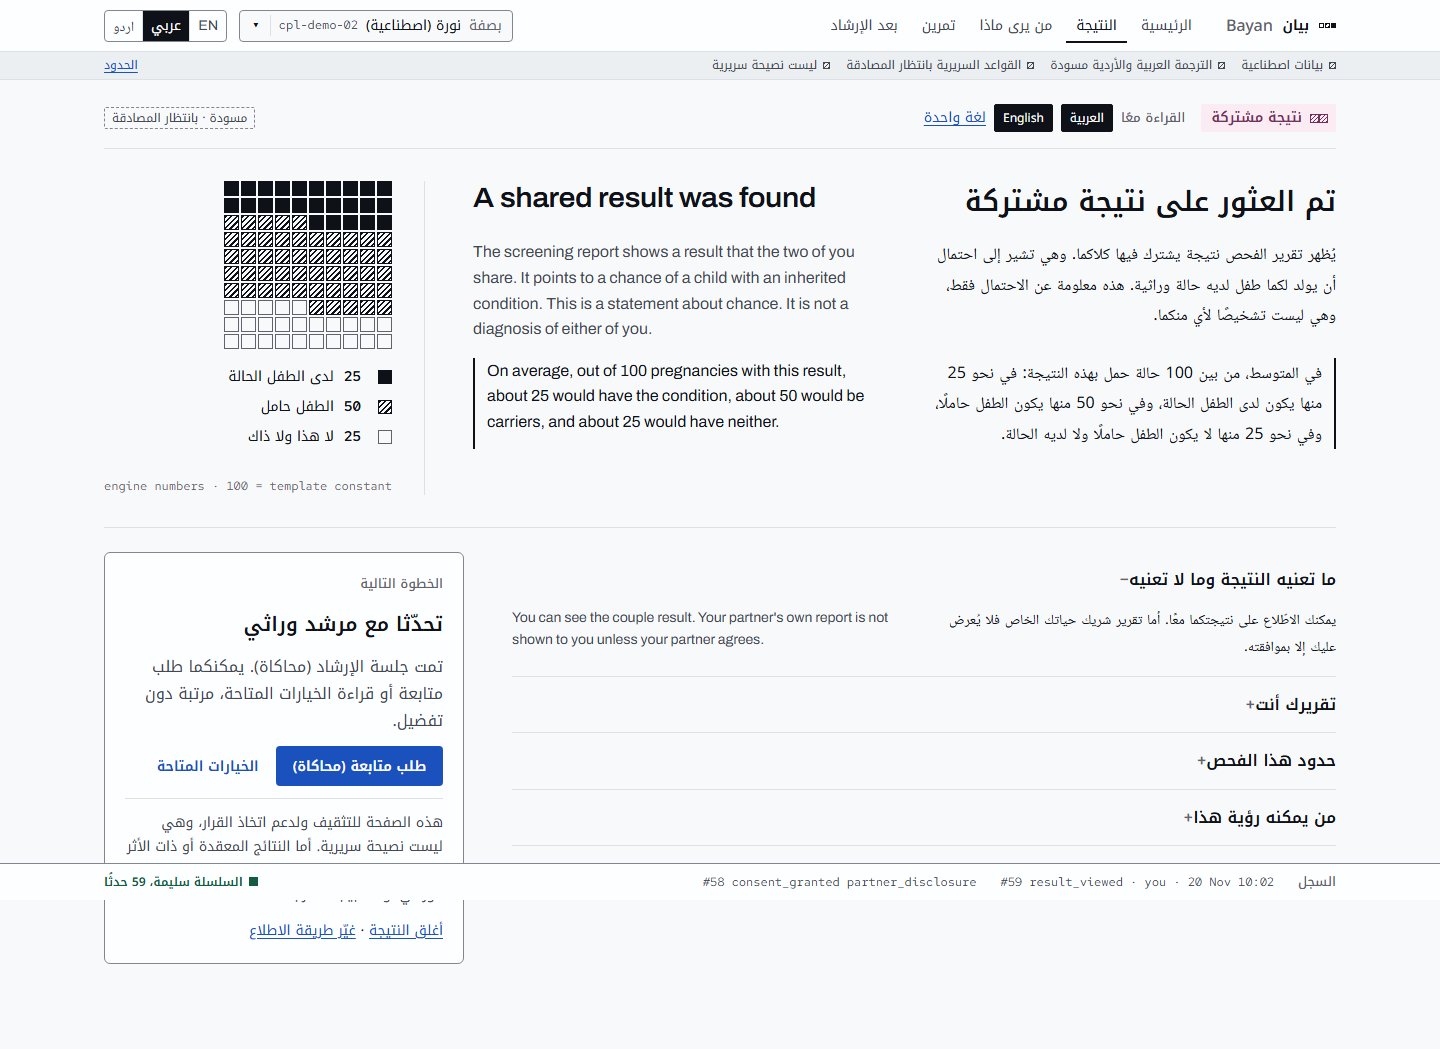 بيان Bayan
الرئيسية
النتيجة
من يرى ماذا
تمرين
بعد الإرشاد
بصفة نورة (اصطناعية) cpl-demo-02
EN
عربي
اردو
بيانات اصطناعية
الترجمة العربية والأردية مسودة
القواعد السريرية بانتظار المصادقة
ليست نصيحة سريرية
الحدود
نتيجة مشتركة
القراءة معًا
العربية
English
لغة واحدة
مسودة · بانتظار المصادقة
تم العثور على نتيجة مشتركة
يُظهر تقرير الفحص نتيجة يشترك فيها كلاكما. وهي تشير إلى احتمال
أن يولد لكما طفل لديه حالة وراثية. هذه معلومة عن الاحتمال فقط،
وهي ليست تشخيصًا لأي منكما.
في المتوسط، من بين 100 حالة حمل بهذه النتيجة: في نحو 25
منها يكون لدى الطفل الحالة، وفي نحو 50 منها يكون الطفل حاملًا،
وفي نحو 25 منها لا يكون الطفل حاملًا ولا لديه الحالة.
A shared result was found
The screening report shows a result that the two of you
share. It points to a chance of a child with an inherited
condition. This is a statement about chance. It is not a
diagnosis of either of you.
On average, out of 100 pregnancies with this result,
about 25 would have the condition, about 50 would be
carriers, and about 25 would have neither.
25 لدى الطفل الحالة
50 الطفل حامل
25 لا هذا ولا ذاك
engine numbers · 100 = template constant
ما تعنيه النتيجة وما لا تعنيه−
يمكنك الاطّلاع على نتيجتكما معًا. أما تقرير شريك حياتك الخاص فلا يُعرض
عليك إلا بموافقته.
You can see the couple result. Your partner's own report is not
shown to you unless your partner agrees.
تقريرك أنت+
حدود هذا الفحص+
من يمكنه رؤية هذا+
الخطوة التالية
تحدّثا مع مرشد وراثي
تمت جلسة الإرشاد (محاكاة). يمكنكما طلب
متابعة أو قراءة الخيارات المتاحة، مرتبة دون
تفضيل.
طلب متابعة (محاكاة)
الخيارات المتاحة
هذه الصفحة للتثقيف ولدعم اتخاذ القرار، وهي
ليست نصيحة سريرية. أما النتائج المعقدة أو ذات الأثر
السجل
#59 result_viewed · you · 20 Nov 10:02
#58 consent_granted partner_disclosure
السلسلة سليمة، 59 حدثًا
أغلق النتيجة · غيّر طريقة الاطلاع